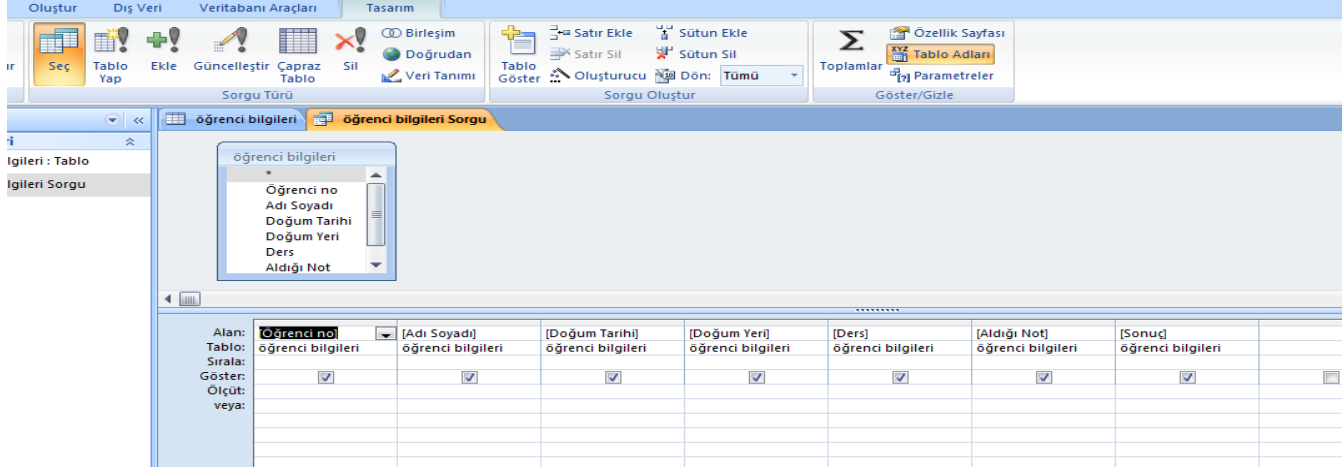 Oluştur Dış Veri Veritabanı Araçları Tasarım
Seç Tablo Yap Ekle Güncelleştir Çapraz Tablo Sil
Birleşim
Doğrudan
Veri Tanımı
Sorgu Türü
Tablo Göster
Satır Ekle
Satır Sil
Oluşturucu
Sütun Ekle
Sütun Sil
Dön: Tümü
Sorgu Oluştur
Toplamlar
Özellik Sayfası
Tablo Adları
Parametreler
Göster/Gizle
öğrenci bilgileri öğrenci bilgileri Sorgu
lgileri : Tablo
lgileri Sorgu
öğrenci bilgileri
*
Öğrenci no
Adı Soyadı
Doğum Tarihi
Doğum Yeri
Ders
Aldığı Not
Alan: [Öğrenci no] [Adı Soyadı] [Doğum Tarihi] [Doğum Yeri] [Ders] [Aldığı Not] [Sonuç]
Tablo: öğrenci bilgileri öğrenci bilgileri öğrenci bilgileri öğrenci bilgileri öğrenci bilgileri öğrenci bilgileri öğrenci bilgileri
Sırala:
Göster:
Ölçüt:
veya: